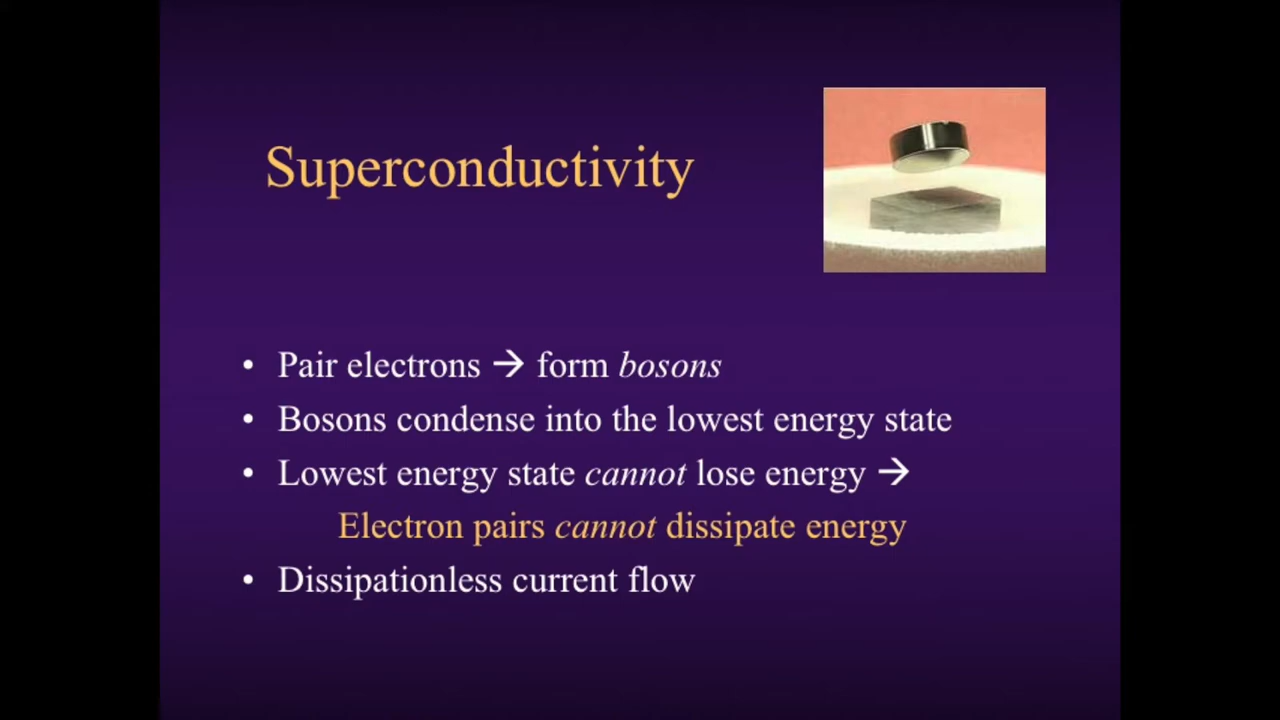 Superconductivity
• Pair electrons → form bosons
• Bosons condense into the lowest energy state
• Lowest energy state cannot lose energy →
Electron pairs cannot dissipate energy
• Dissipationless current flow